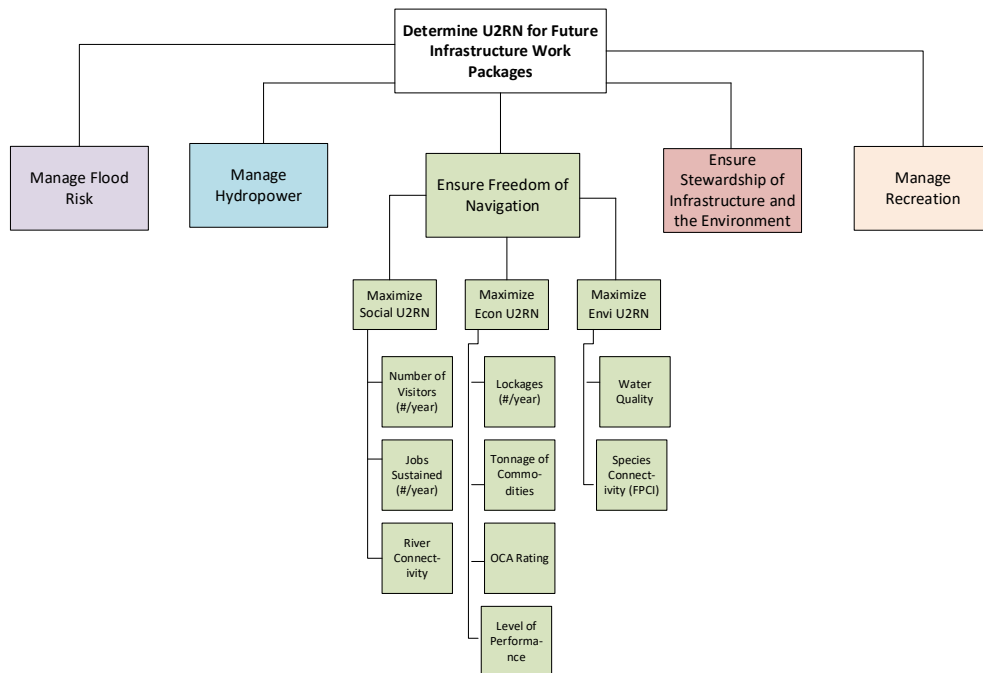 Determine U2RN for Future
Infrastructure Work
Packages
Manage Flood
Risk
Manage
Hydropower
Ensure Freedom of
Navigation
Ensure
Stewardship of
Infrastructure and
the Environment
Manage
Recreation
Maximize
Social U2RN
Maximize
Econ U2RN
Maximize
Envi U2RN
Number of
Visitors
(#/year)
Jobs
Sustained
(#/year)
River
Connect-
ivity
Lockages
(#/year)
Tonnage of
Commo-
dities
OCA Rating
Level of
Performa-
nce
Water
Quality
Species
Connect-
ivity (FPCI)